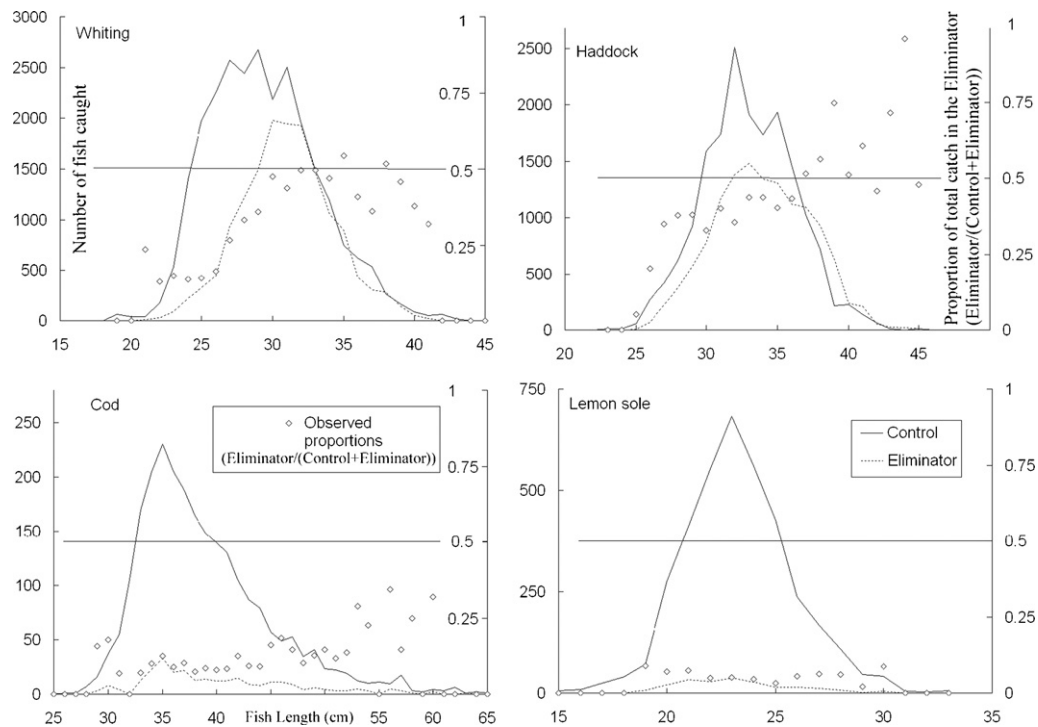 Whiting
3000
2500
2000
1500
1000
500
0
Number of fish caught
1
0.75
0.5
0.25
0
15 20 25 30 35 40 45
Haddock
2500
2000
1500
1000
500
0
1
0.75
0.5
0.25
0
Proportion of total catch in the Eliminator
(Eliminator/(Control+Eliminator))
20 25 30 35 40 45
Cod
250
200
150
100
50
0
Observed
proportions
(Eliminator/(Control+Eliminator))
1
0.75
0.5
0.25
0
25 30 35 40 45 50 55 60 65
Fish Length (cm)
Lemon sole
750
500
250
0
Control
Eliminator
1
0.75
0.5
0.25
0
15 20 25 30 35